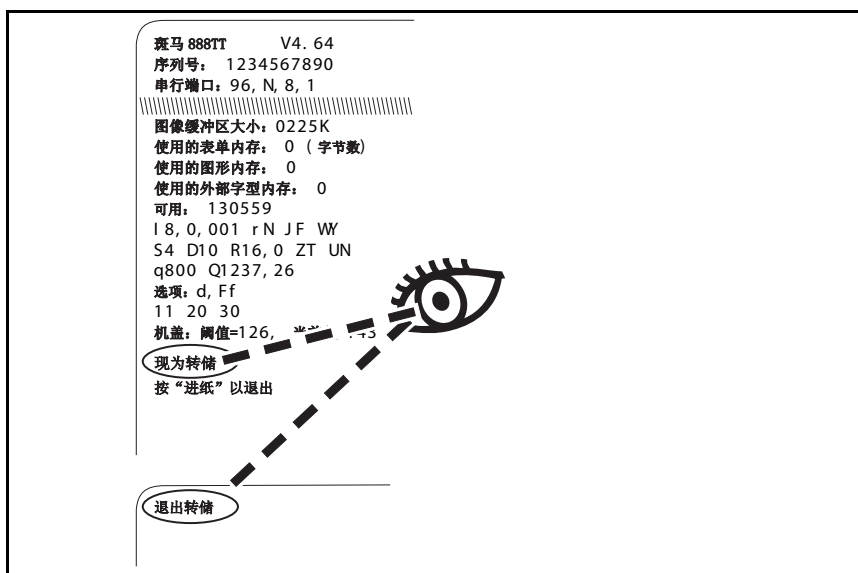 斑马 888TT V4.64
序列号： 1234567890
串行端口：96, N, 8, 1
图像缓冲区大小：0225K
使用的表单内存： 0 ( 字节数)
使用的图形内存： 0
使用的外部字型内存： 0
可用： 130559
I8, 0, 001 rN JF WY
S4 D10 R16, 0 ZT UN
q800 Q1237, 26
选项：d, Ff
11 20 30
机盖：阈值=126,
现为转储
按“进纸”以退出
退出转储